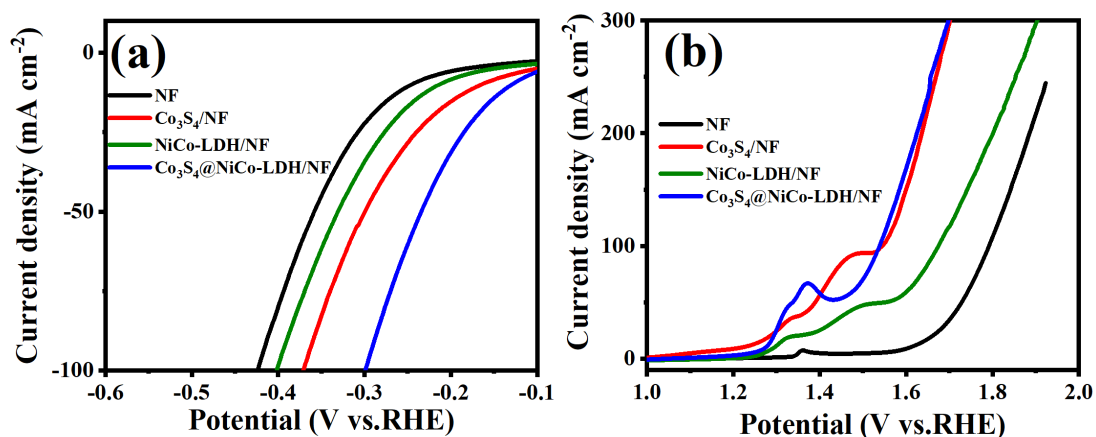 (a)
0
-50
-100
Current density (mA cm⁻²)
NF
Co₃S₄/NF
NiCo-LDH/NF
Co₃S₄@NiCo-LDH/NF
-0.6 -0.5 -0.4 -0.3 -0.2 -0.1
Potential (V vs.RHE)
(b)
300
200
100
0
Current density (mA cm⁻²)
NF
Co₃S₄/NF
NiCo-LDH/NF
Co₃S₄@NiCo-LDH/NF
1.0 1.2 1.4 1.6 1.8 2.0
Potential (V vs.RHE)